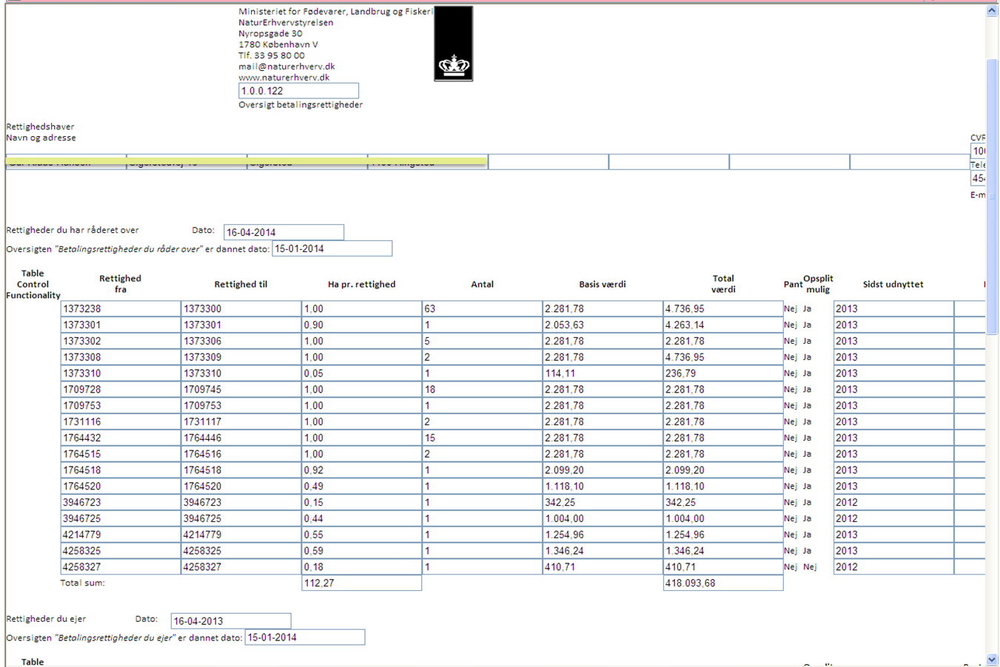 Ministeriet for Fødevarer, Landbrug og Fiskeri
NaturErhvervstyrelsen
Nyropsgade 30
1780 København V
Tlf. 33 95 80 00
mail@naturerhverv.dk
www.naturerhverv.dk
1.0.0.122
Oversigt betalingsrettigheder
Rettighedshaver
Navn og adresse
CVR
Tele
E-m
Rettigheder du har råderet over Dato: 16-04-2014
Oversigten "Betalingsrettigheder du råder over" er dannet dato: 15-01-2014
Table Control Functionality Rettighed fra Rettighed til Ha pr. rettighed Antal Basis værdi Total værdi Pant Opsplit mulig Sidst udnyttet
1373238 1373300 1,00 63 2.281,78 4.736,95 Nej Ja 2013
1373301 1373301 0,90 1 2.053,63 4.263,14 Nej Ja 2013
1373302 1373306 1,00 5 2.281,78 2.281,78 Nej Ja 2013
1373308 1373309 1,00 2 2.281,78 4.736,95 Nej Ja 2013
1373310 1373310 0,05 1 114,11 236,79 Nej Ja 2013
1709728 1709745 1,00 18 2.281,78 2.281,78 Nej Ja 2013
1709753 1709753 1,00 1 2.281,78 2.281,78 Nej Ja 2013
1731116 1731117 1,00 2 2.281,78 2.281,78 Nej Ja 2013
1764432 1764446 1,00 15 2.281,78 2.281,78 Nej Ja 2013
1764515 1764516 1,00 2 2.281,78 2.281,78 Nej Ja 2013
1764518 1764518 0,92 1 2.099,20 2.099,20 Nej Ja 2013
1764520 1764520 0,49 1 1.118,10 1.118,10 Nej Ja 2013
3946723 3946723 0,15 1 342,25 342,25 Nej Ja 2012
3946725 3946725 0,44 1 1.004,00 1.004,00 Nej Ja 2012
4214779 4214779 0,55 1 1.254,96 1.254,96 Nej Ja 2013
4258325 4258325 0,59 1 1.346,24 1.346,24 Nej Ja 2013
4258327 4258327 0,18 1 410,71 410,71 Nej Nej 2012
Total sum: 112,27 418.093,68
Rettigheder du ejer Dato: 16-04-2013
Oversigten "Betalingsrettigheder du ejer" er dannet dato: 15-01-2014
Table